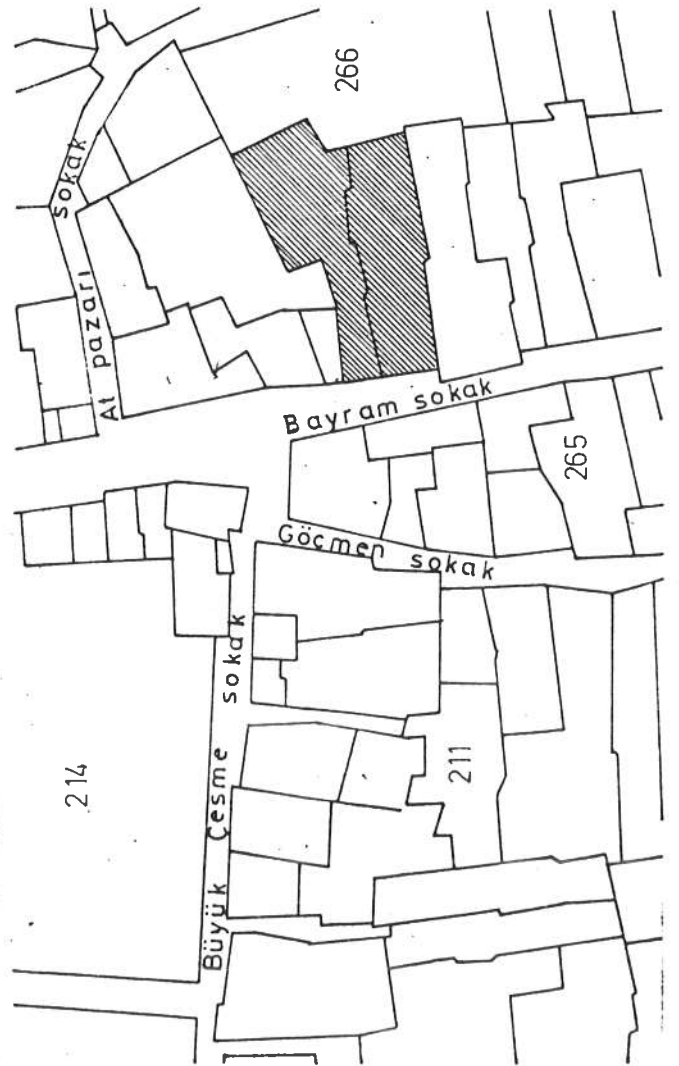 266
At pazarı sokak
Bayram sokak
265
Göçmen sokak
Büyük Çesme sokak
214
211